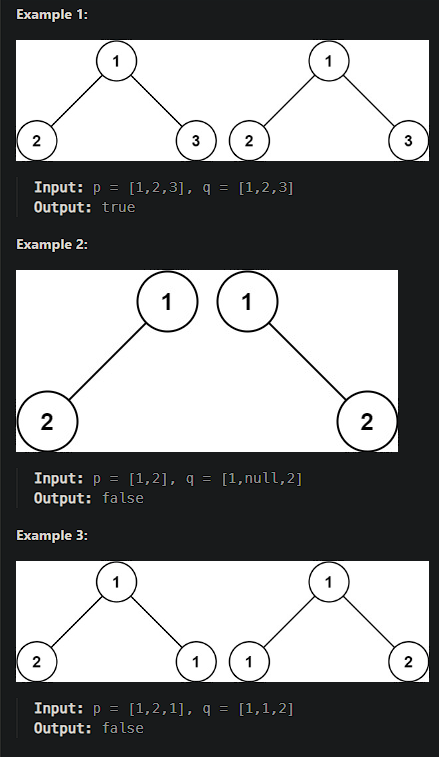 Example 1:
1 1
2 3 2 3
Input: p = [1,2,3], q = [1,2,3]
Output: true
Example 2:
1 1
2 2
Input: p = [1,2], q = [1,null,2]
Output: false
Example 3:
1 1
2 1 1 2
Input: p = [1,2,1], q = [1,1,2]
Output: false